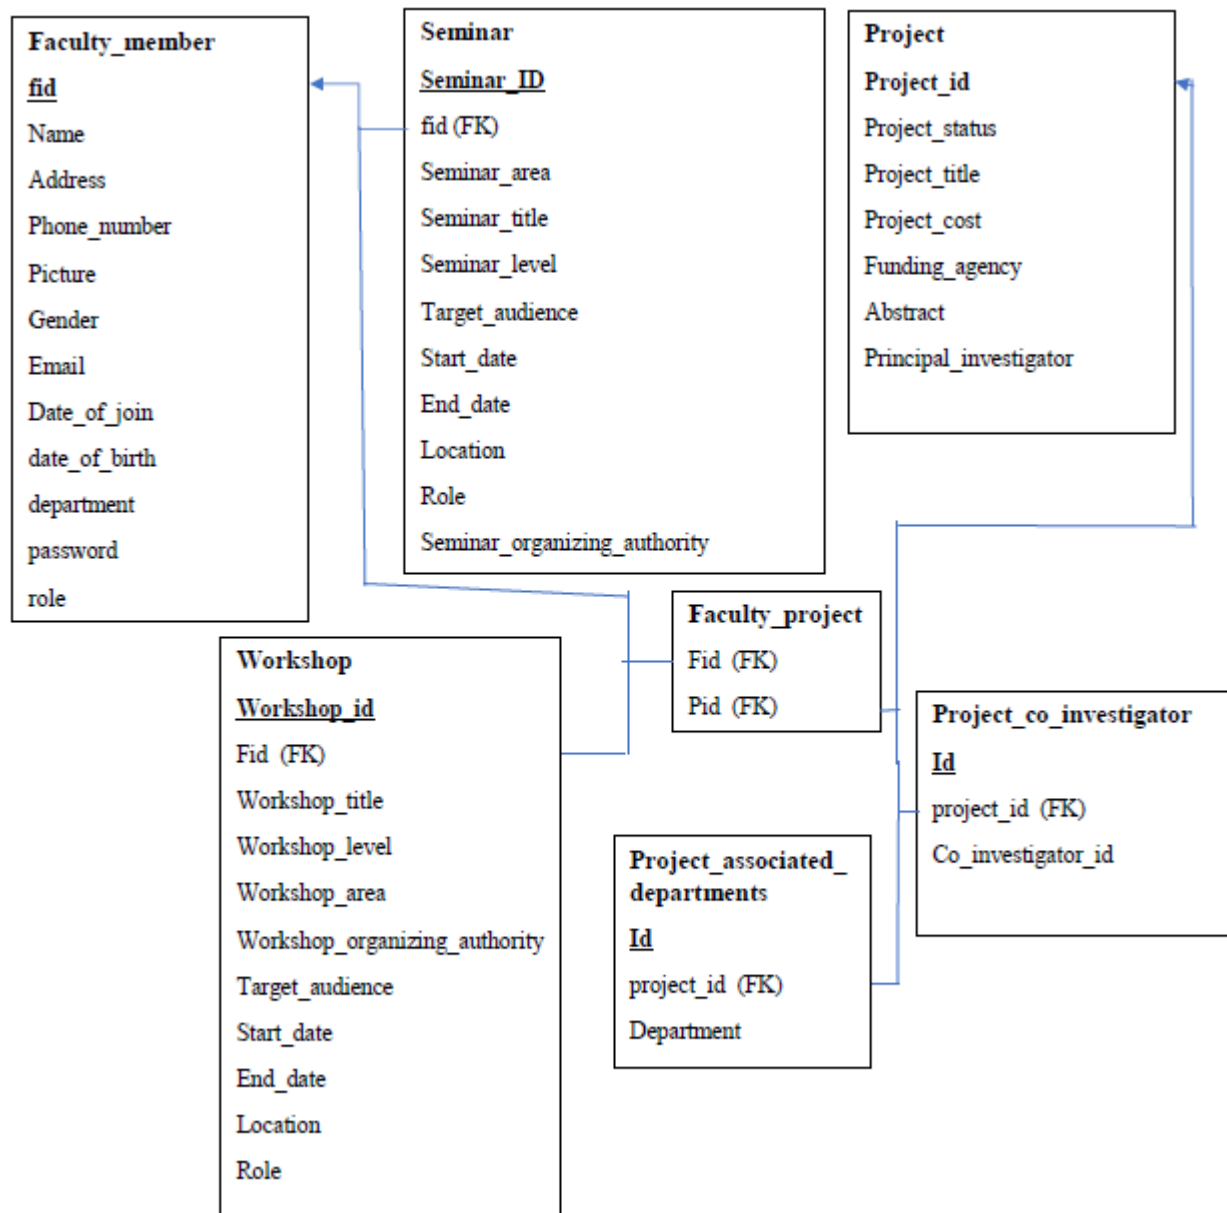 Faculty_member
fid
Name
Address
Phone_number
Picture
Gender
Email
Date_of_join
date_of_birth
department
password
role
Seminar
Seminar_ID
fid (FK)
Seminar_area
Seminar_title
Seminar_level
Target_audience
Start_date
End_date
Location
Role
Seminar_organizing_authority
Project
Project_id
Project_status
Project_title
Project_cost
Funding_agency
Abstract
Principal_investigator
Workshop
Workshop_id
Fid (FK)
Workshop_title
Workshop_level
Workshop_area
Workshop_organizing_authority
Target_audience
Start_date
End_date
Location
Role
Faculty_project
Fid (FK)
Pid (FK)
Project_associated_
departments
Id
project_id (FK)
Department
Project_co_investigator
Id
project_id (FK)
Co_investigator_id